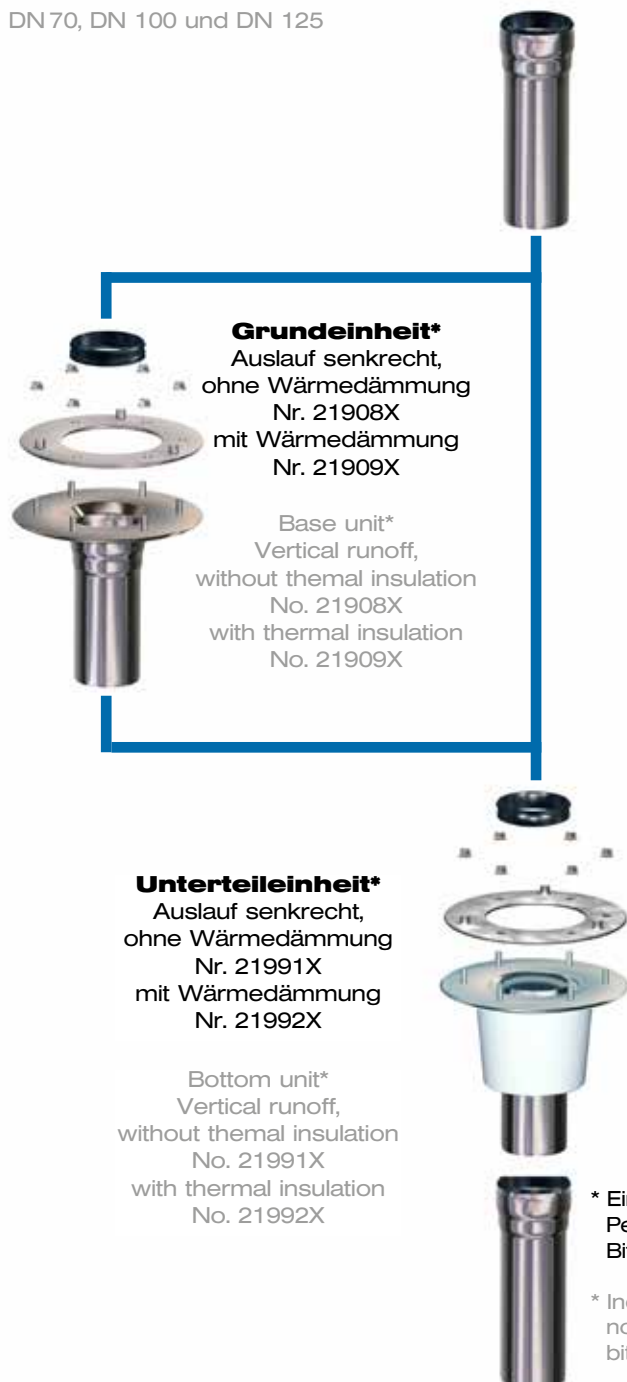 DN 70, DN 100 und DN 125
Grundeinheit*
Auslauf senkrecht,
ohne Wärmedämmung
Nr. 21908X
mit Wärmedämmung
Nr. 21909X
Base unit*
Vertical runoff,
without themal insulation
No. 21908X
with thermal insulation
No. 21909X
Unterteileinheit*
Auslauf senkrecht,
ohne Wärmedämmung
Nr. 21991X
mit Wärmedämmung
Nr. 21992X
Bottom unit*
Vertical runoff,
without themal insulation
No. 21991X
with thermal insulation
No. 21992X
*
*